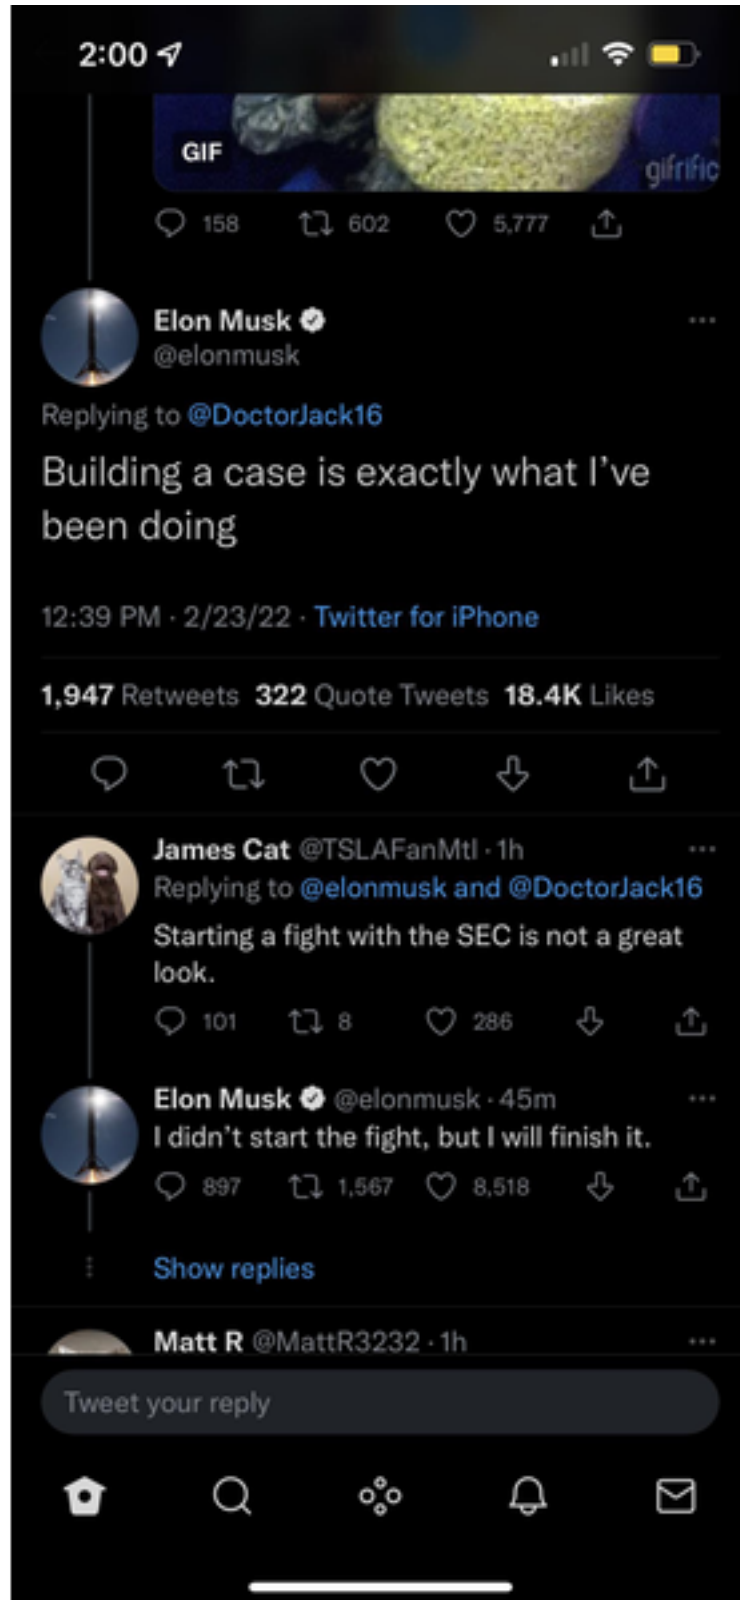 2:00
GIF
gifrific
158 602 5,777
Elon Musk
@elonmusk
Replying to @DoctorJack16
Building a case is exactly what I’ve
been doing
12:39 PM · 2/23/22 · Twitter for iPhone
1,947 Retweets 322 Quote Tweets 18.4K Likes
James Cat @TSLAFanMtl · 1h
Replying to @elonmusk and @DoctorJack16
Starting a fight with the SEC is not a great
look.
101 8 286
Elon Musk @elonmusk · 45m
I didn’t start the fight, but I will finish it.
897 1,567 8,518
Show replies
Matt R @MattR3232 · 1h
Tweet your reply